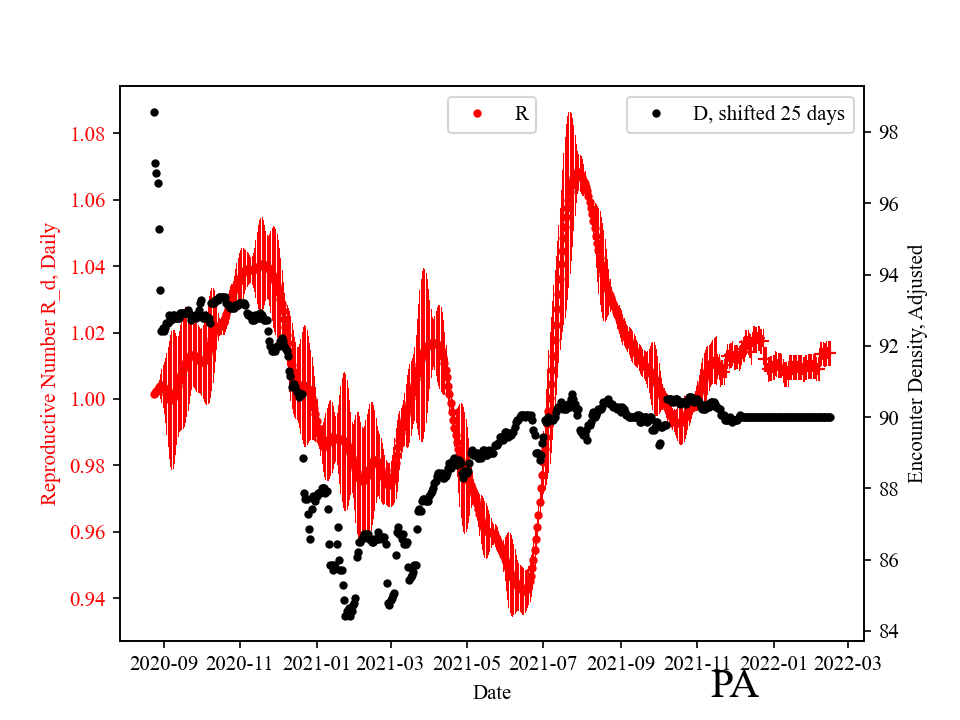 R
D, shifted 25 days
Reproductive Number R_d, Daily
1.08
1.06
1.04
1.02
1.00
0.98
0.96
0.94
98
96
94
92
90
88
86
84
Encounter Density, Adjusted
2020-09 2020-11 2021-01 2021-03 2021-05 2021-07 2021-09 2021-11 2022-01 2022-03
Date
PA